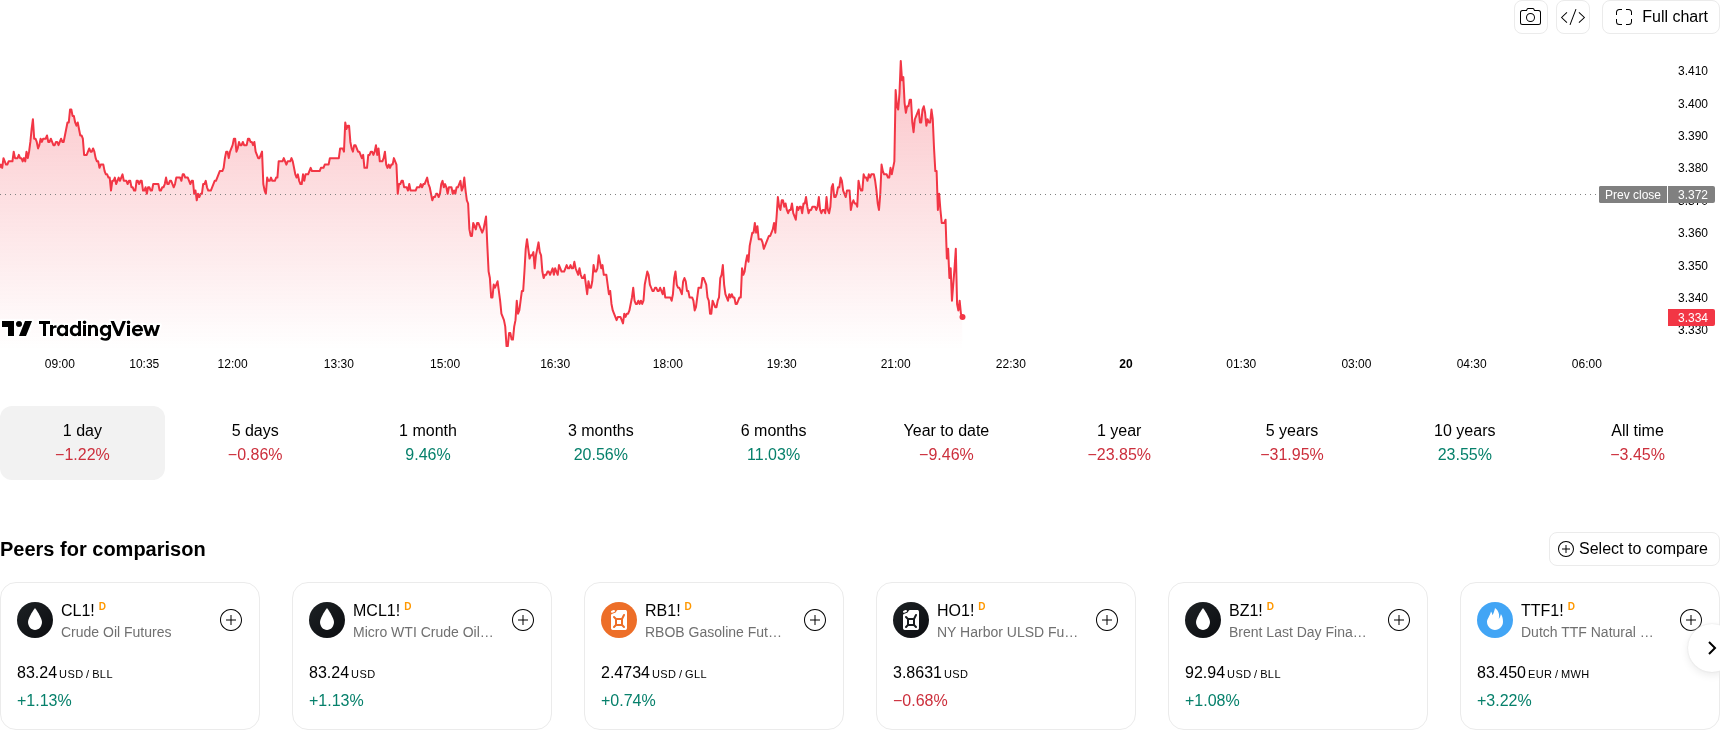 Full chart
3.410
3.400
3.390
3.380
Prev close 3.372
3.360
3.350
3.340
3.334
3.330
TradingView
09:00 10:35 12:00 13:30 15:00 16:30 18:00 19:30 21:00 22:30 20 01:30 03:00 04:30 06:00
1 day 5 days 1 month 3 months 6 months Year to date 1 year 5 years 10 years All time
−1.22% −0.86% 9.46% 20.56% 11.03% −9.46% −23.85% −31.95% 23.55% −3.45%
Peers for comparison
Select to compare
CL1! D
Crude Oil Futures
83.24 USD / BLL
+1.13%
MCL1! D
Micro WTI Crude Oil…
83.24 USD
+1.13%
RB1! D
RBOB Gasoline Fut…
2.4734 USD / GLL
+0.74%
HO1! D
NY Harbor ULSD Fu…
3.8631 USD
−0.68%
BZ1! D
Brent Last Day Fina…
92.94 USD / BLL
+1.08%
TTF1! D
Dutch TTF Natural …
83.450 EUR / MWH
+3.22%